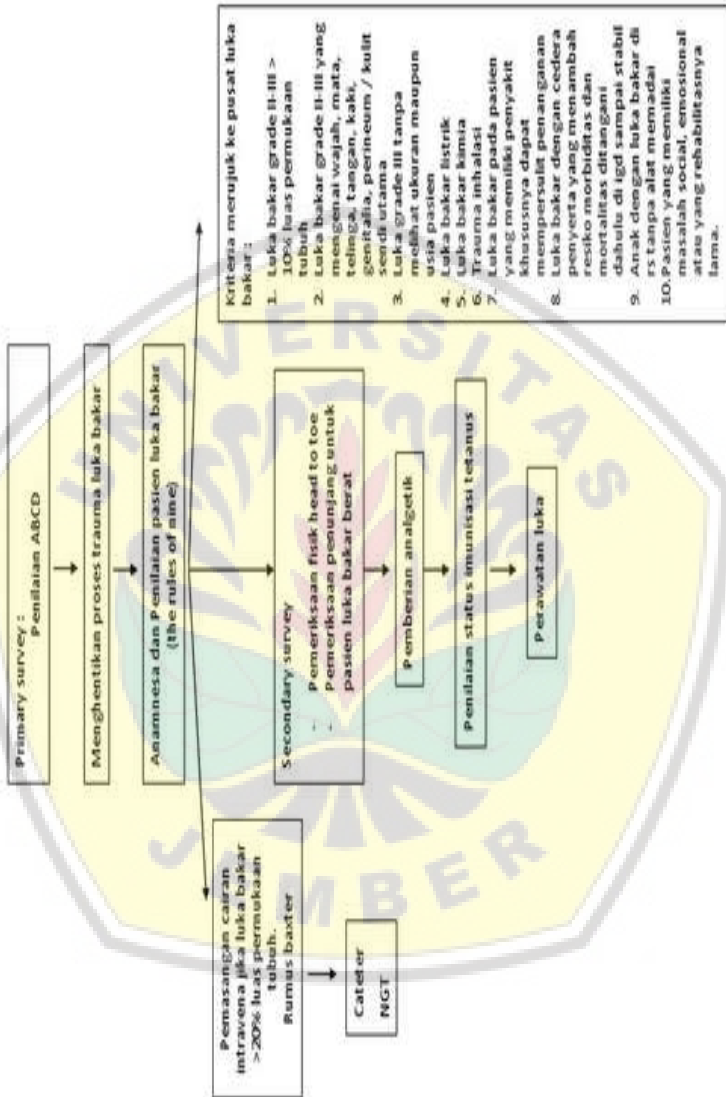 Primary survey :
Penilaian ABCD
Menghentikan proses trauma luka bakar
Anamnesa dan Penilaian pasien luka bakar
(the rules of nine)
Pemasangan cairan
intravena jika luka bakar
>20% luas permukaan
tubuh.
Rumus baxter
Cateter
NGT
Secondary survey
- Pemeriksaan fisik head to toe
- Pemeriksaan penunjang untuk
pasien luka bakar berat
Pemberian analgetik
Penilaian status imunisasi tetanus
Perawatan luka
Kriteria merujuk ke pusat luka
bakar :
1. Luka bakar grade II-III >
10% luas permukaan
tubuh
2. Luka bakar grade II-III yang
mengenai wajah, mata,
telinga, tangan, kaki,
genitalia, perineum / kulit
sendi utama
3. Luka grade III tanpa
melihat ukuran maupun
usia pasien
4. Luka bakar listrik
5. Luka bakar kimia
6. Trauma inhalasi
7. Luka bakar pada pasien
yang memiliki penyakit
khususnya dapat
mempersulit penanganan
8. Luka bakar dengan cedera
penyerta yang menambah
resiko morbiditas dan
mortalitas ditangani
dahulu di igd sampai stabil
9. Anak dengan luka bakar di
rs tanpa alat memadai
10. Pasien yang memiliki
masalah social, emosional
atau yang rehabilitasnya
lama.
UNIVERSITAS
JEMBER